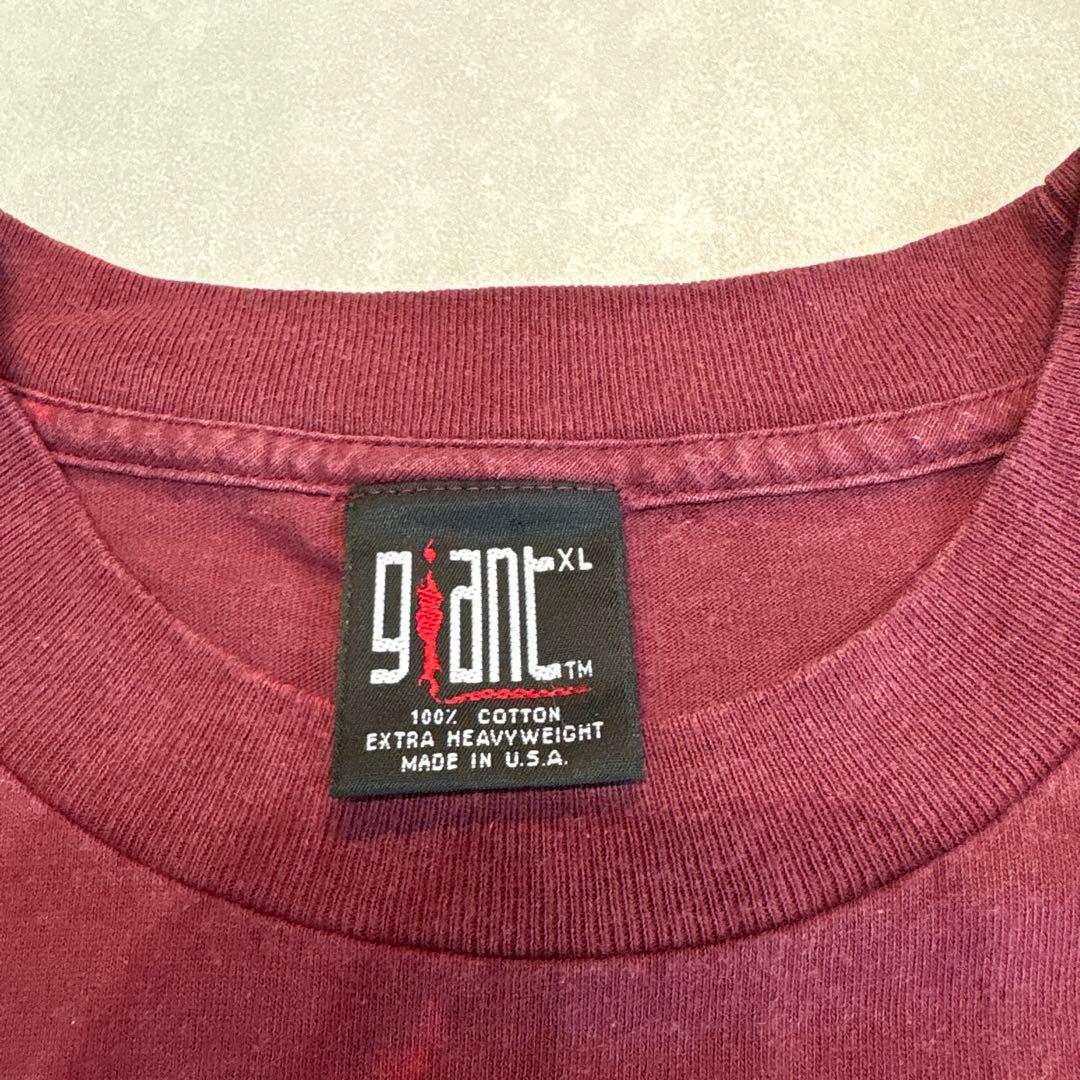 giant XL
TM
100% COTTON
EXTRA HEAVYWEIGHT
MADE IN U.S.A.